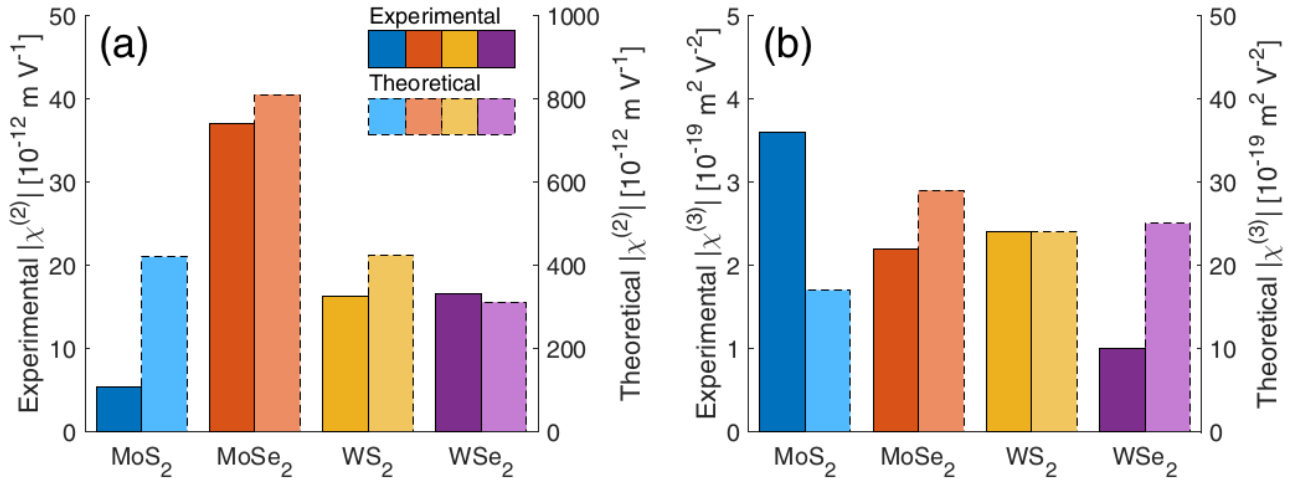 (a)
Experimental
Theoretical
Experimental |χ(2)| [10-12 m V-1]
50
40
30
20
10
0
MoS2
MoSe2
WS2
WSe2
1000
800
600
400
200
0
Theoretical |χ(2)| [10-12 m V-1]
(b)
Experimental |χ(3)| [10-19 m2 V-2]
5
4
3
2
1
0
MoS2
MoSe2
WS2
WSe2
50
40
30
20
10
0
Theoretical |χ(3)| [10-19 m2 V-2]